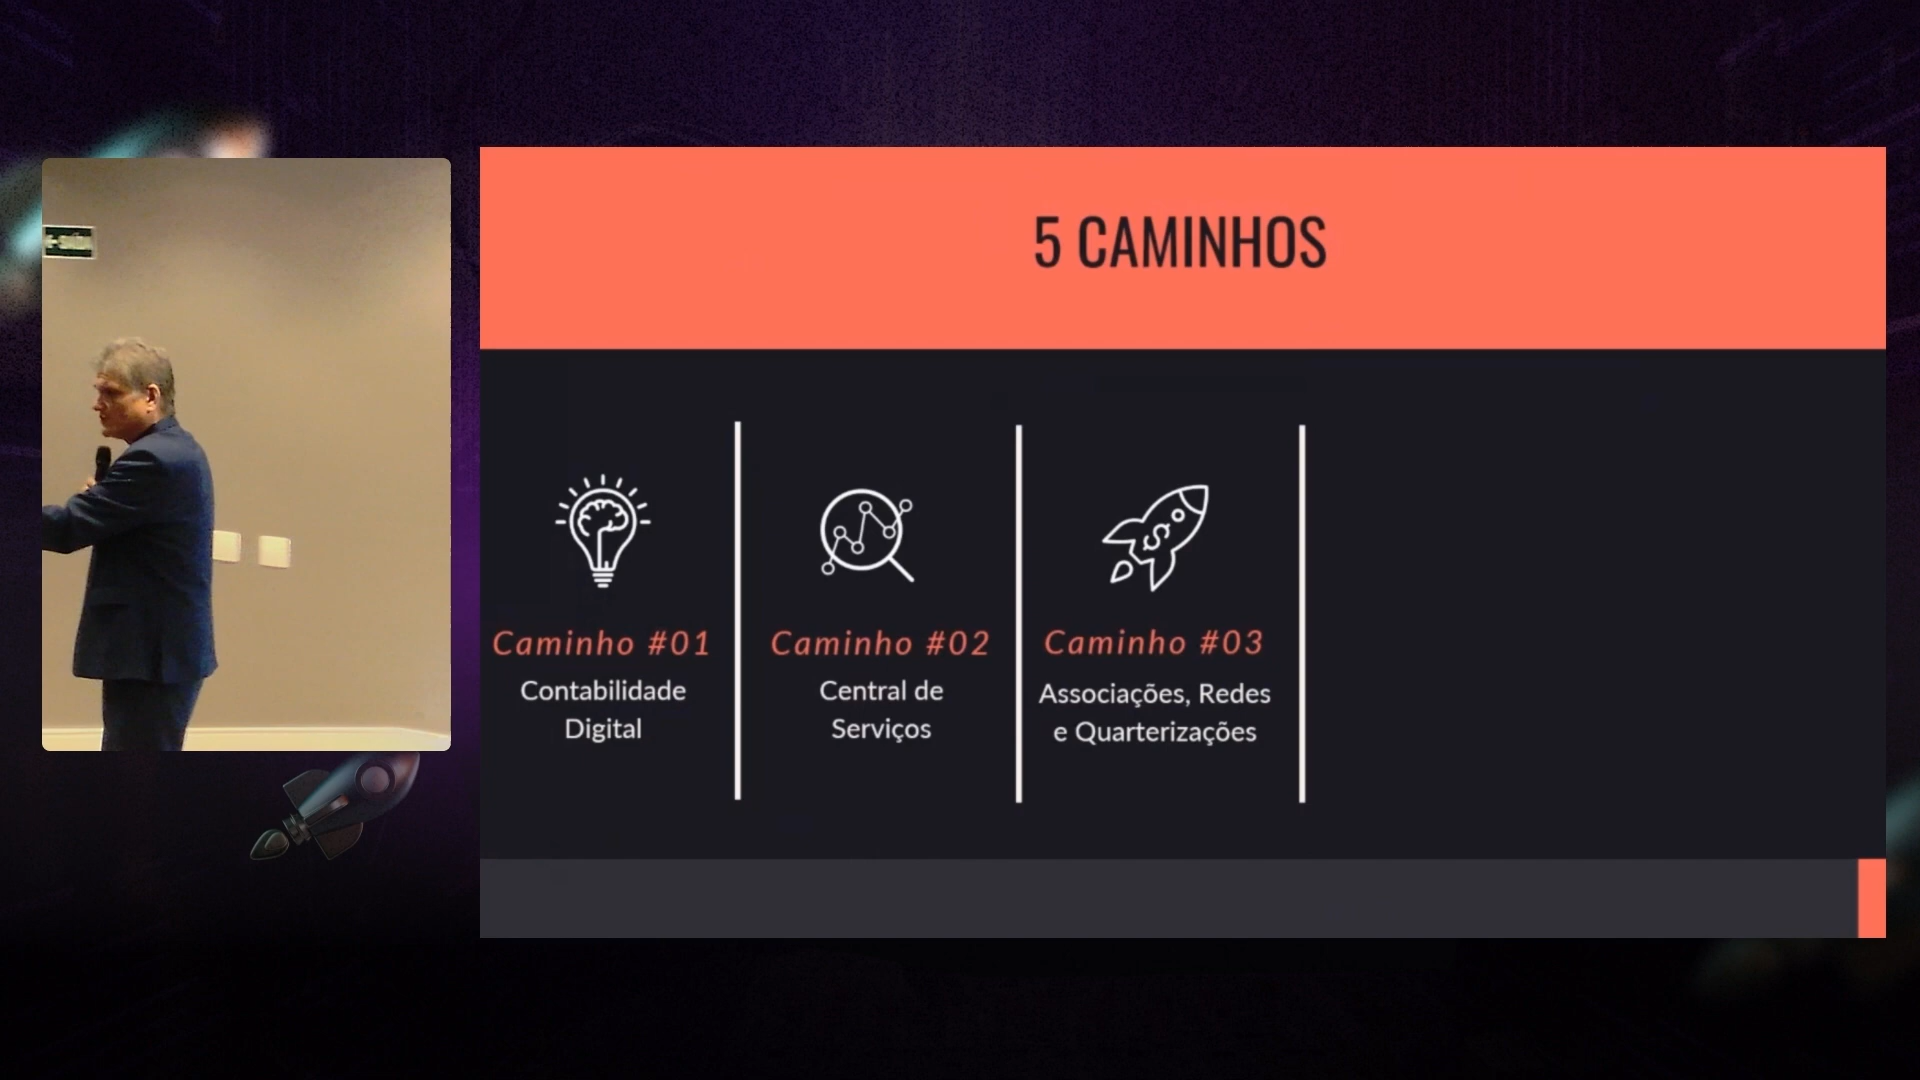 5 CAMINHOS
Caminho #01
Contabilidade
Digital
Caminho #02
Central de
Serviços
Caminho #03
Associações, Redes
e Quarterizações